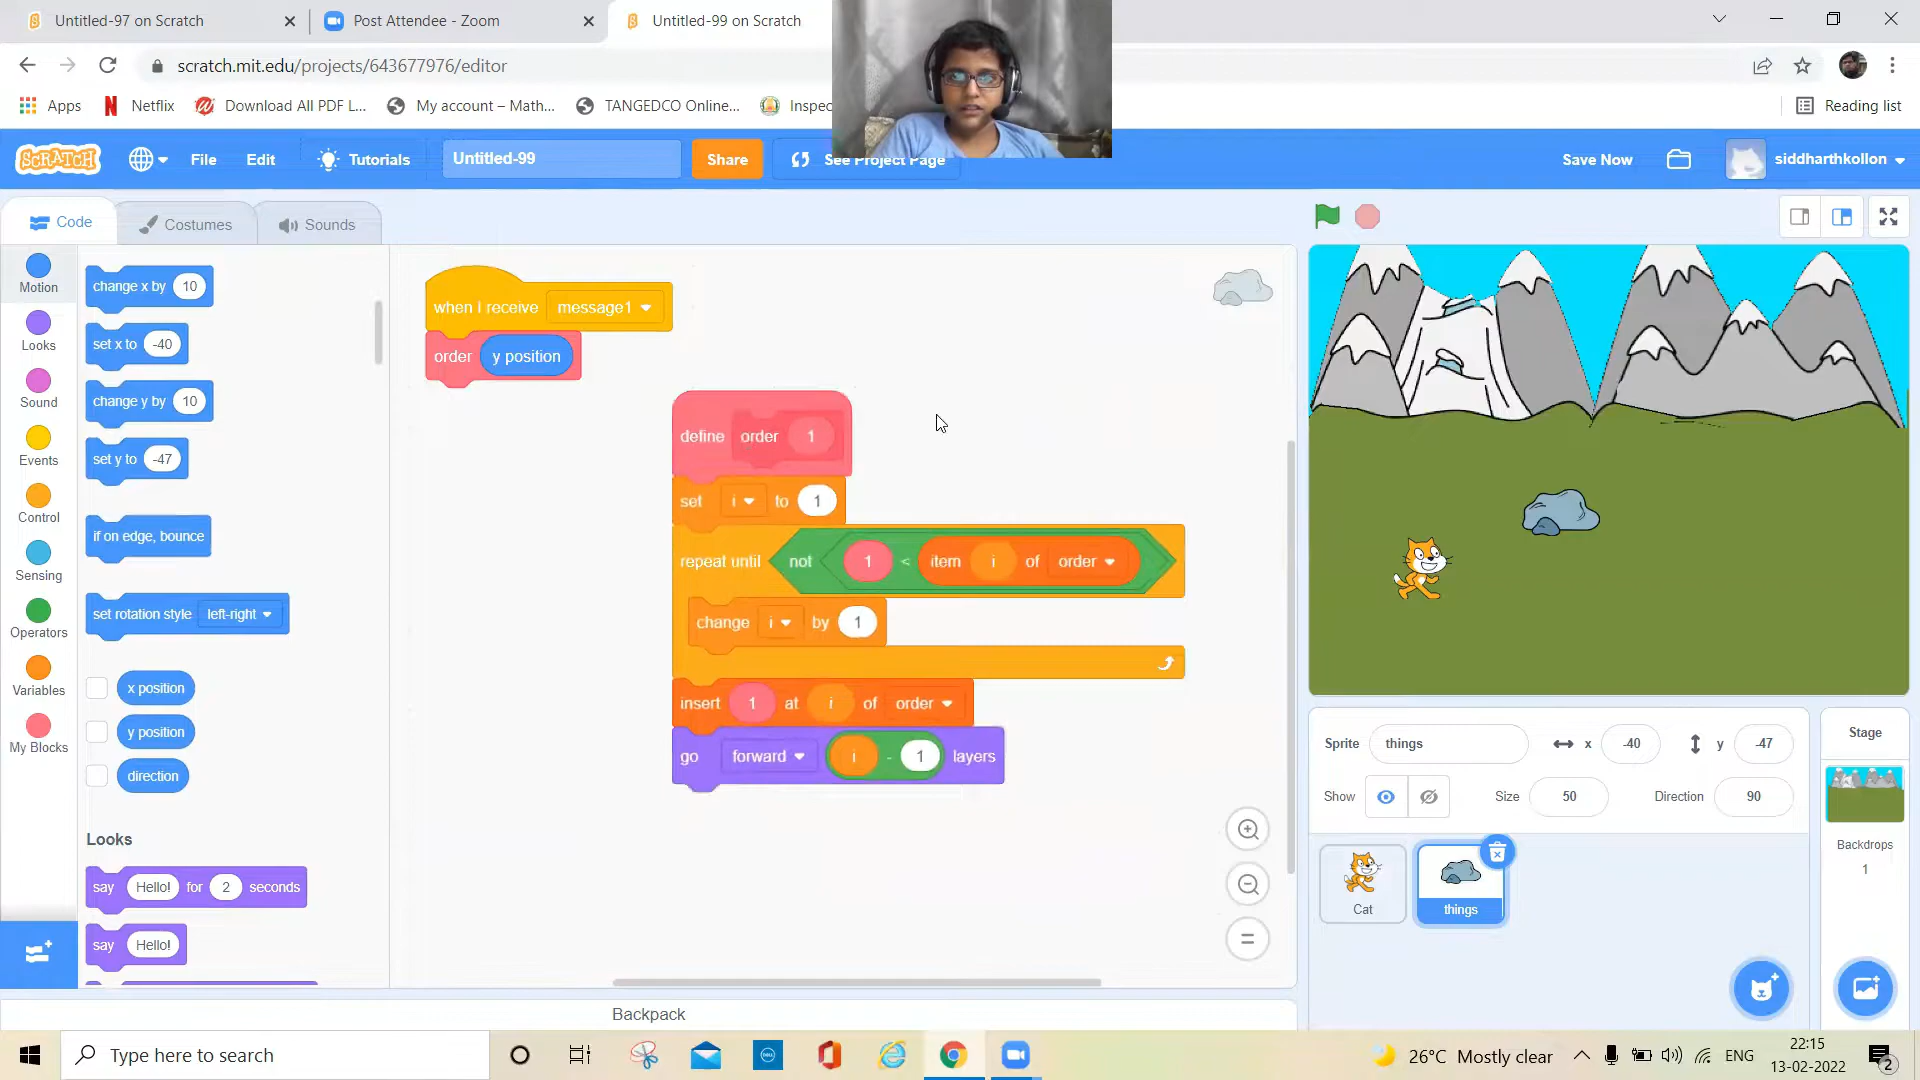 Untitled-97 on Scratch
Post Attendee - Zoom
Untitled-99 on Scratch
scratch.mit.edu/projects/643677976/editor
Apps
Netflix
Download All PDF L...
My account – Math...
TANGEDCO Online...
Inspec
Reading list
SCRATCH
File
Edit
Tutorials
Untitled-99
Share
See Project Page
Save Now
siddharthkollon
Code
Costumes
Sounds
Motion
Looks
Sound
Events
Control
Sensing
Operators
Variables
My Blocks
change x by 10
set x to -40
change y by 10
set y to -47
if on edge, bounce
set rotation style left-right
x position
y position
direction
Looks
say Hello! for 2 seconds
say Hello!
when I receive message1
order y position
define order 1
set i to 1
repeat until not 1 < item i of order
change i by 1
insert 1 at i of order
go forward i - 1 layers
Backpack
Sprite things
x -40
y -47
Show
Size 50
Direction 90
Cat
things
Stage
Backdrops
1
Type here to search
DELL
26°C Mostly clear
ENG
22:15
13-02-2022
2